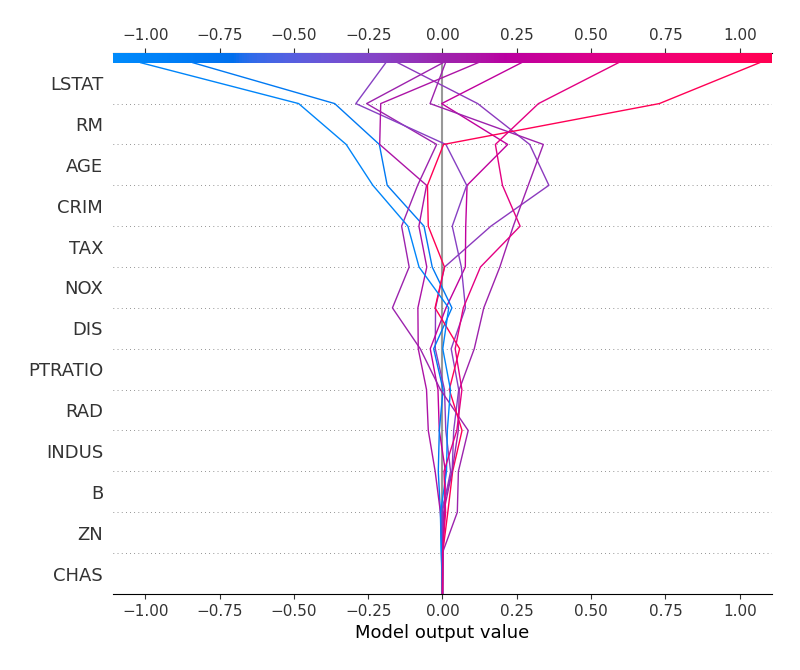 −1.00 −0.75 −0.50 −0.25 0.00 0.25 0.50 0.75 1.00
LSTAT
RM
AGE
CRIM
TAX
NOX
DIS
PTRATIO
RAD
INDUS
B
ZN
CHAS
−1.00 −0.75 −0.50 −0.25 0.00 0.25 0.50 0.75 1.00
Model output value